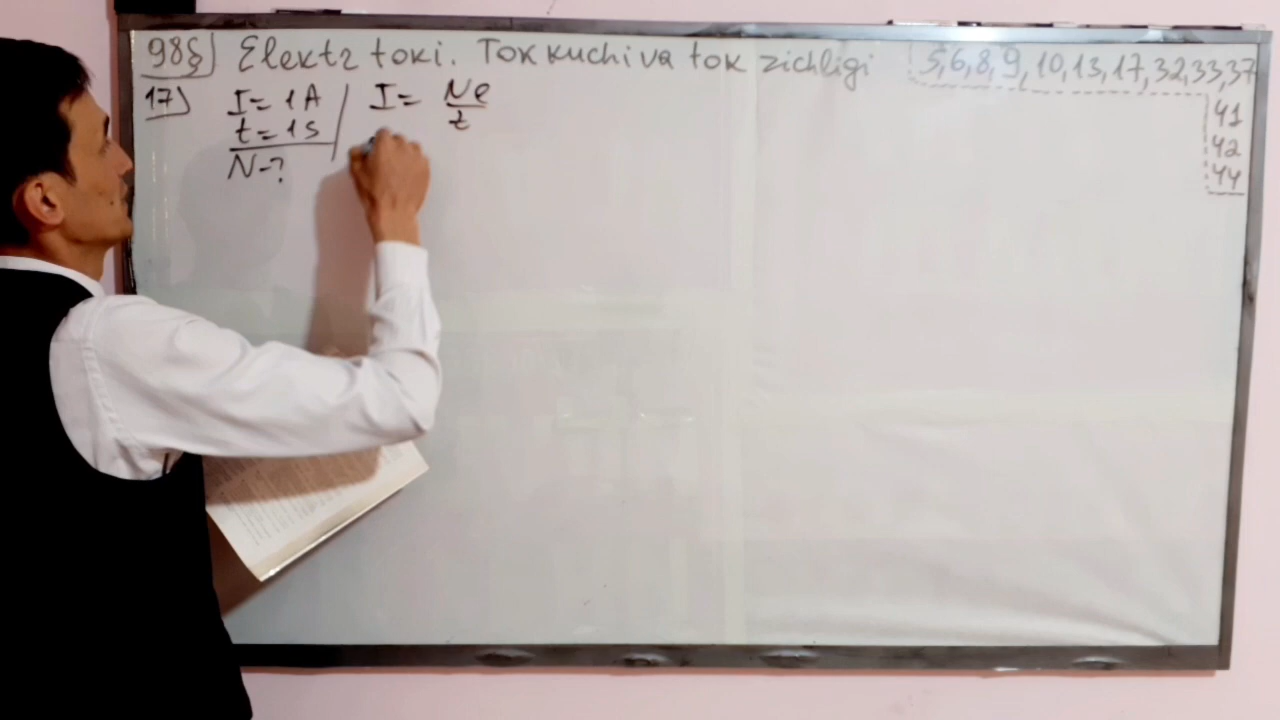 98§) Elektr toki. Tok kuchi va tok zichligi 5,6,8,9,10,13,17,32,33,37
41
42
44
17) I = 1A I = Ne/t
t = 1s
N-?